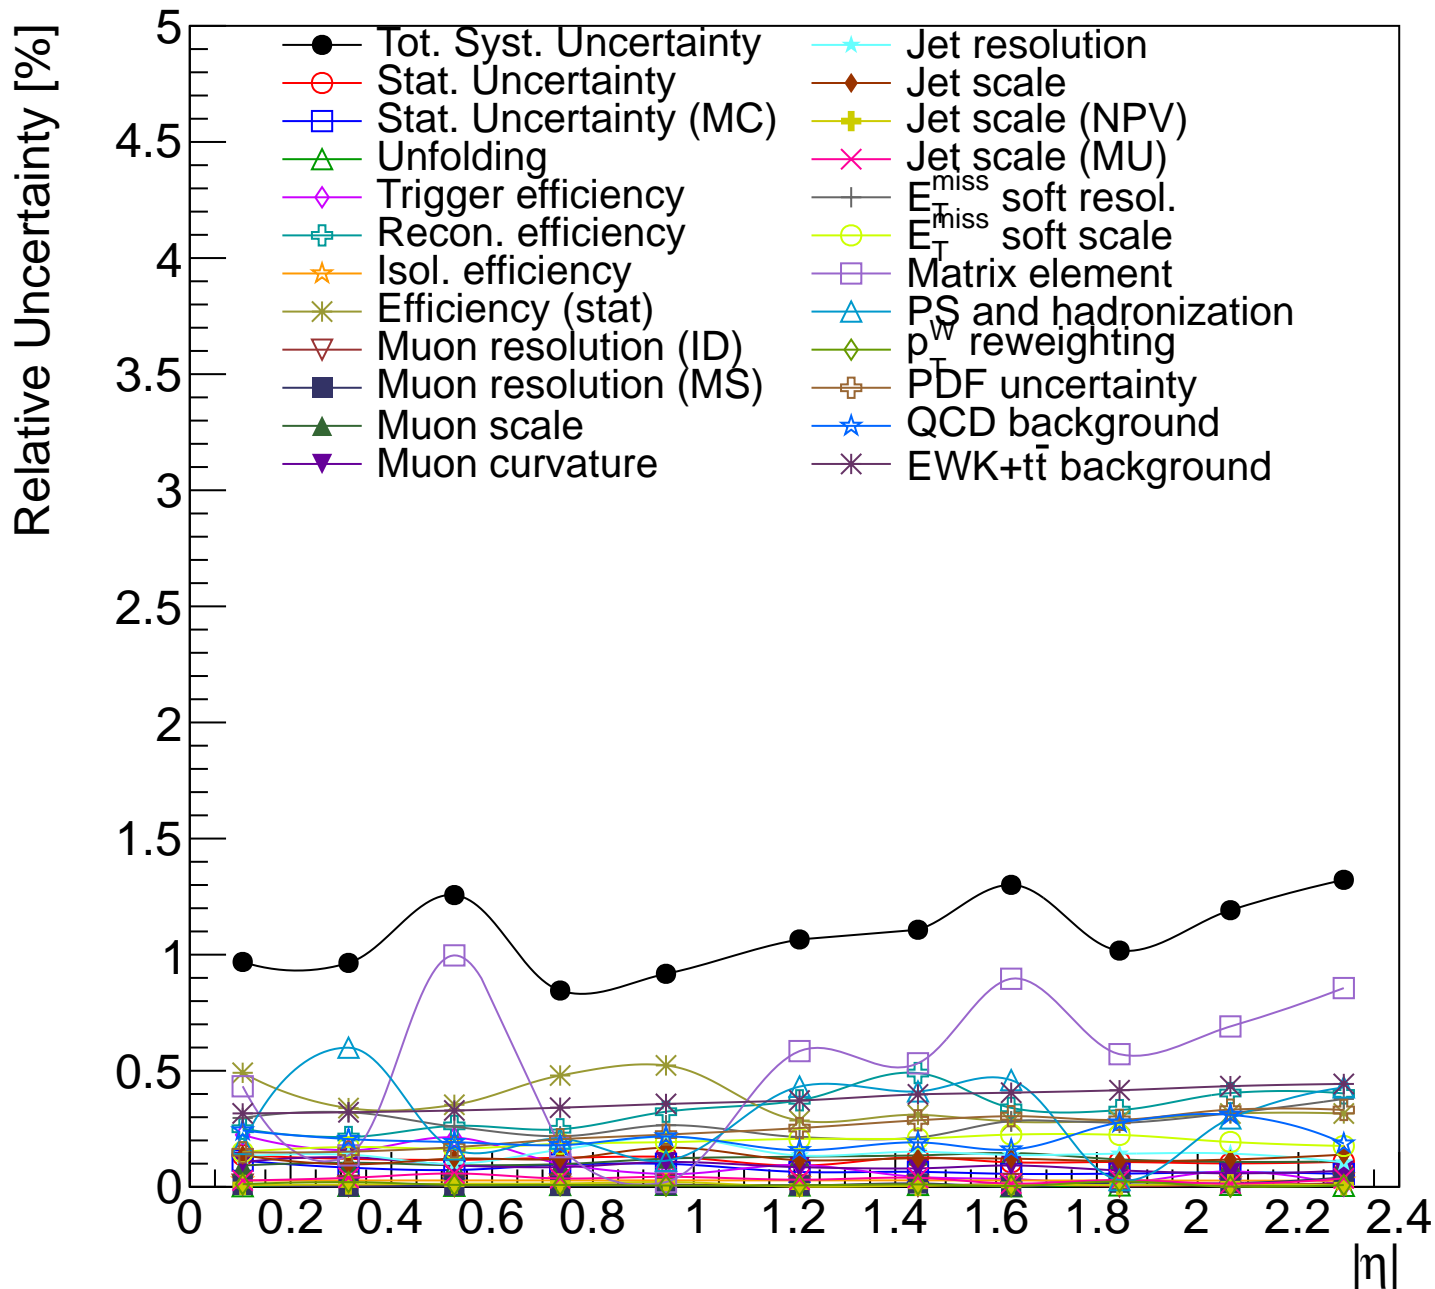 Relative Uncertainty [%]
5
4.5
4
3.5
3
2.5
2
1.5
1
0.5
0
Tot. Syst. Uncertainty
Stat. Uncertainty
Stat. Uncertainty (MC)
Unfolding
Trigger efficiency
Recon. efficiency
Isol. efficiency
Efficiency (stat)
Muon resolution (ID)
Muon resolution (MS)
Muon scale
Muon curvature
Jet resolution
Jet scale
Jet scale (NPV)
Jet scale (MU)
E_T^miss soft resol.
E_T^miss soft scale
Matrix element
PS and hadronization
p_T^W reweighting
PDF uncertainty
QCD background
EWK+tt̄ background
0 0.2 0.4 0.6 0.8 1 1.2 1.4 1.6 1.8 2 2.2 2.4
|η|